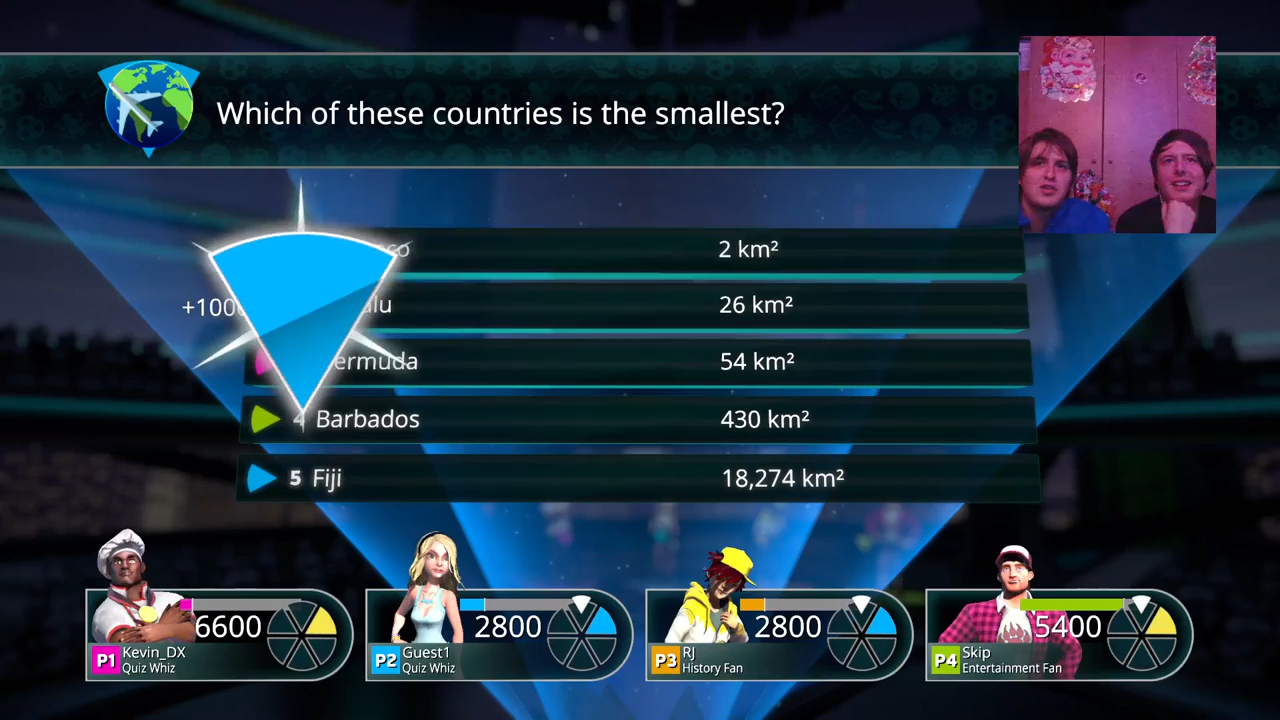 Which of these countries is the smallest?
2 km²
+100
26 km²
ermuda
54 km²
4 Barbados
430 km²
5 Fiji
18,274 km²
6600
P1 Kevin_DX
Quiz Whiz
2800
P2 Guest1
Quiz Whiz
2800
P3 RJ
History Fan
5400
P4 Skip
Entertainment Fan